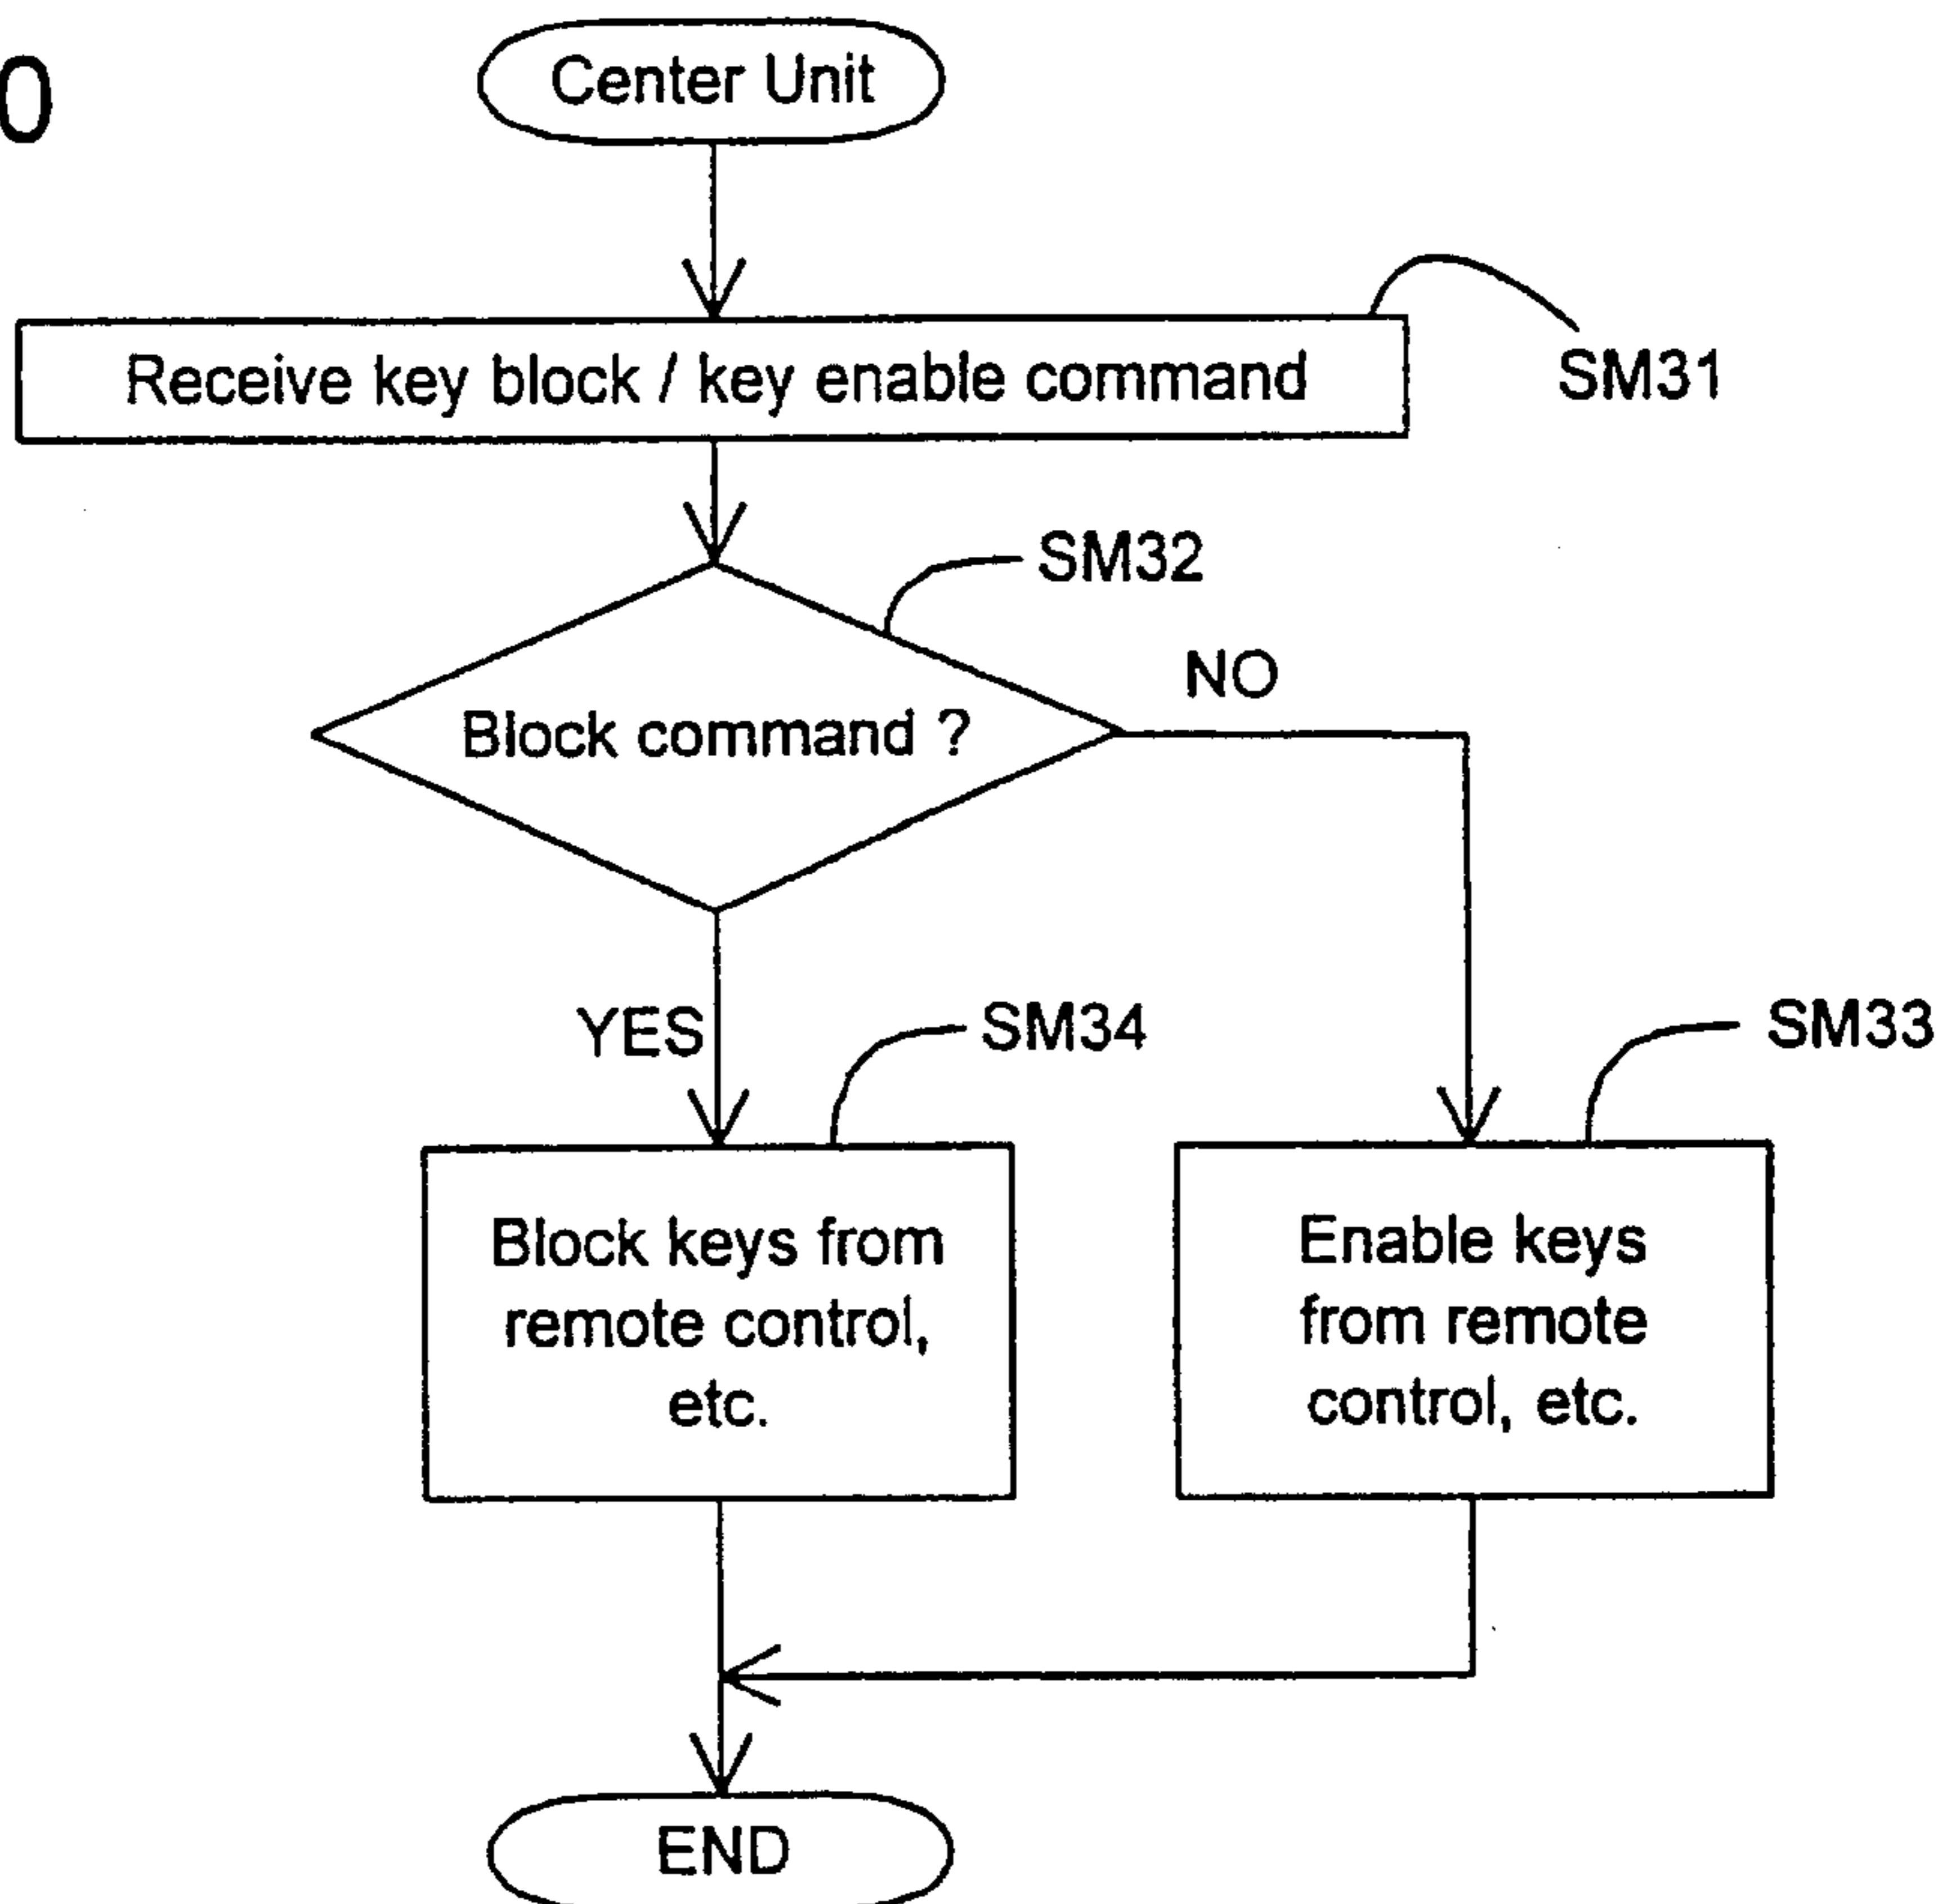 0
Center Unit
Receive key block / key enable command
SM31
SM32
NO
Block command ?
YES
SM34
SM33
Block keys from
remote control,
etc.
Enable keys
from remote
control, etc.
END